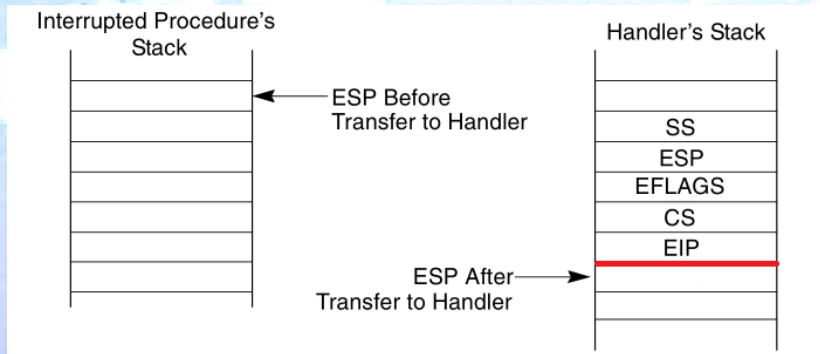 Interrupted Procedure's
Stack
ESP Before
Transfer to Handler
Handler's Stack
SS
ESP
EFLAGS
CS
EIP
ESP After
Transfer to Handler